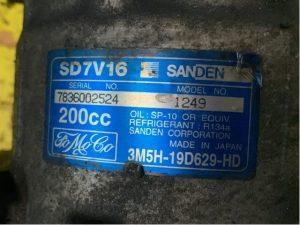 SD7V16 SANDEN
SERIAL NO. MODEL NO.
7836002524 1249
200cc OIL: SP-10 OR EQUIV.
REFRIGERANT: R134a
SANDEN CORPORATION
FoMoCo MADE IN JAPAN
3M5H-19D629-HD